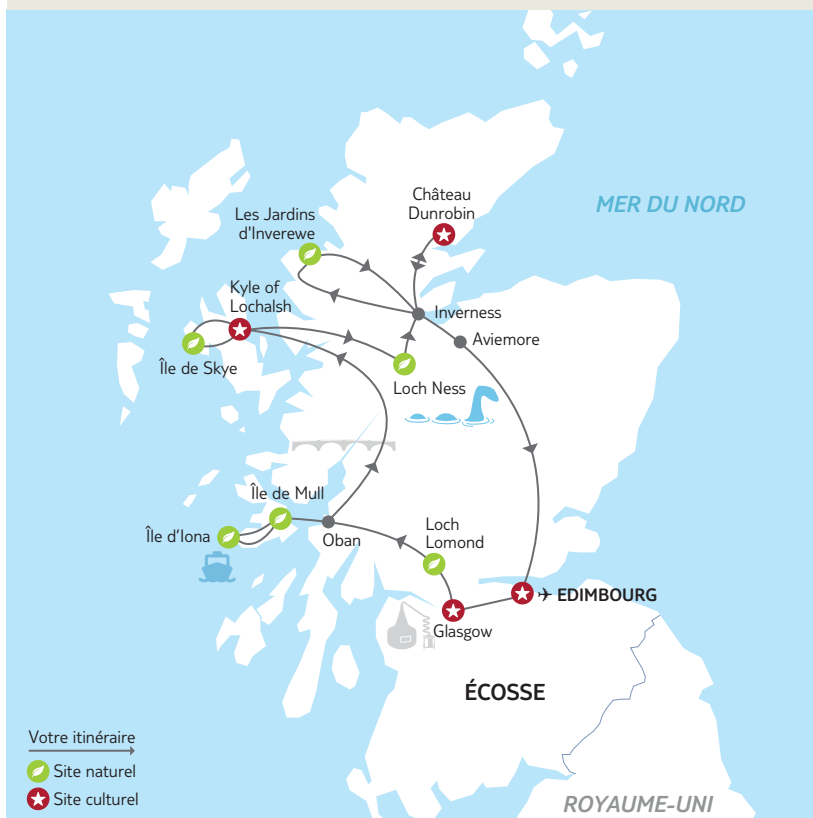 Château
Dunrobin
MER DU NORD
Les Jardins
d'Inverewe
Kyle of
Lochalsh
Inverness
Aviemore
Île de Skye
Loch Ness
Île de Mull
Île d'Iona
Oban
Loch
Lomond
EDIMBOURG
Glasgow
ÉCOSSE
Votre itinéraire
Site naturel
Site culturel
ROYAUME-UNI